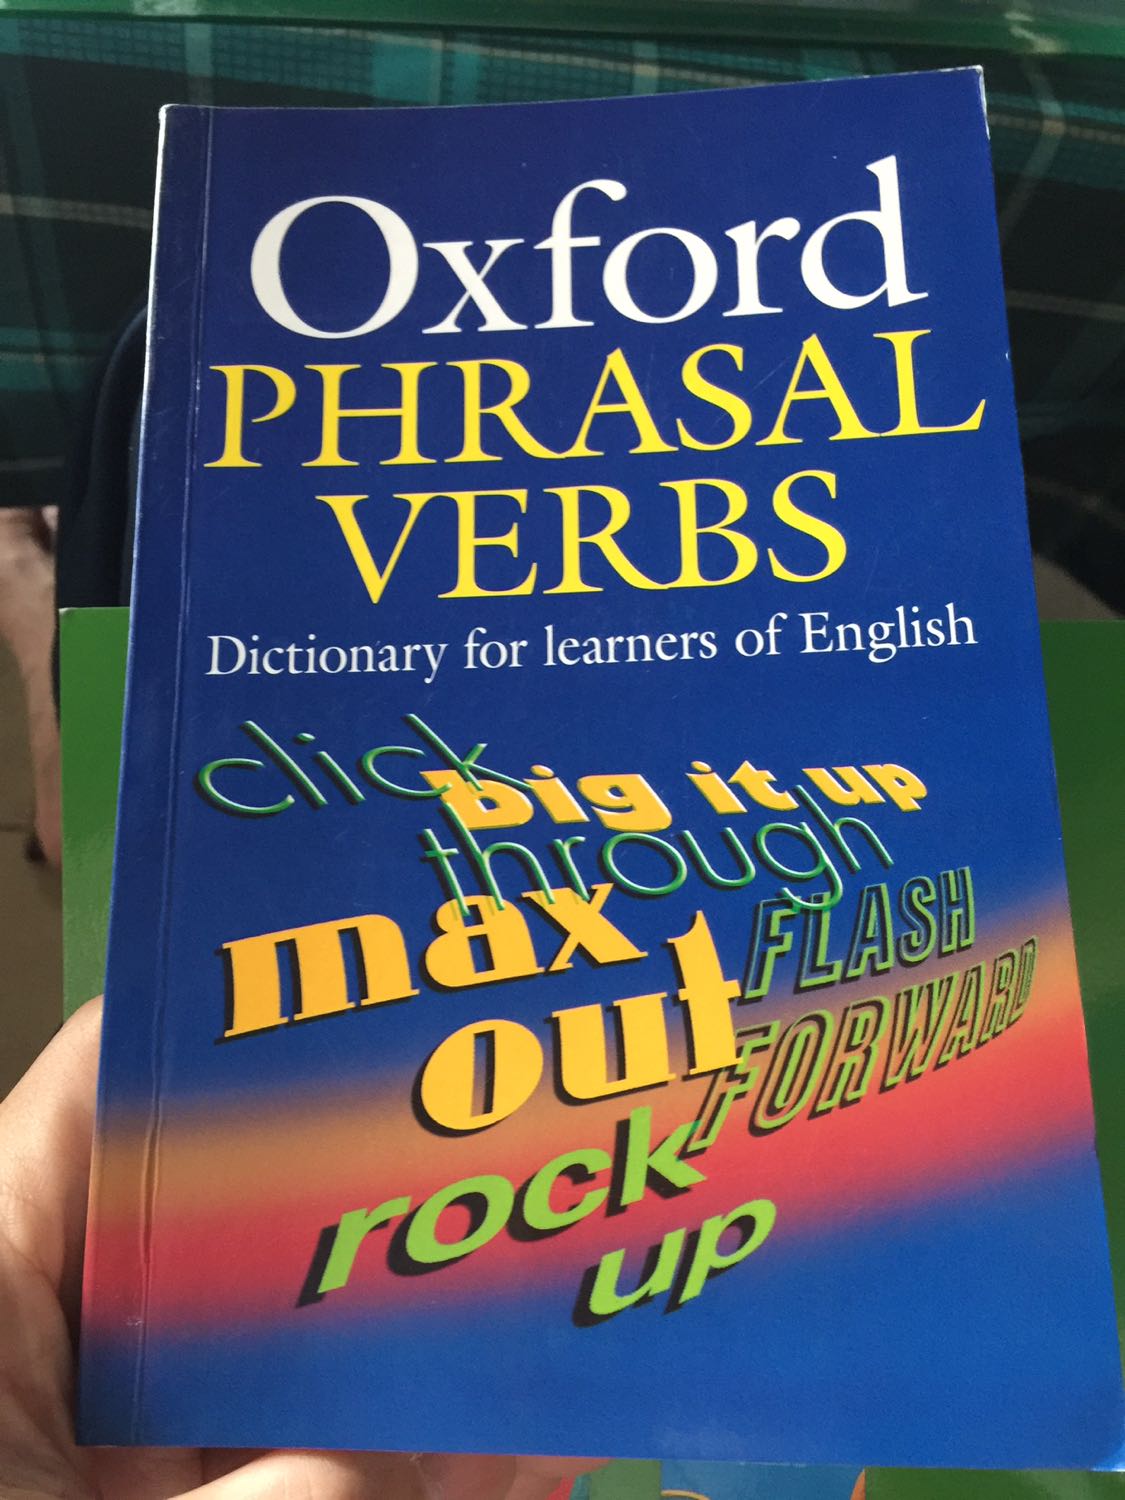 Oxford
PHRASAL
VERBS
Dictionary for learners of English
click
big it up
through
max
out
FLASH
FORWARD
rock
up